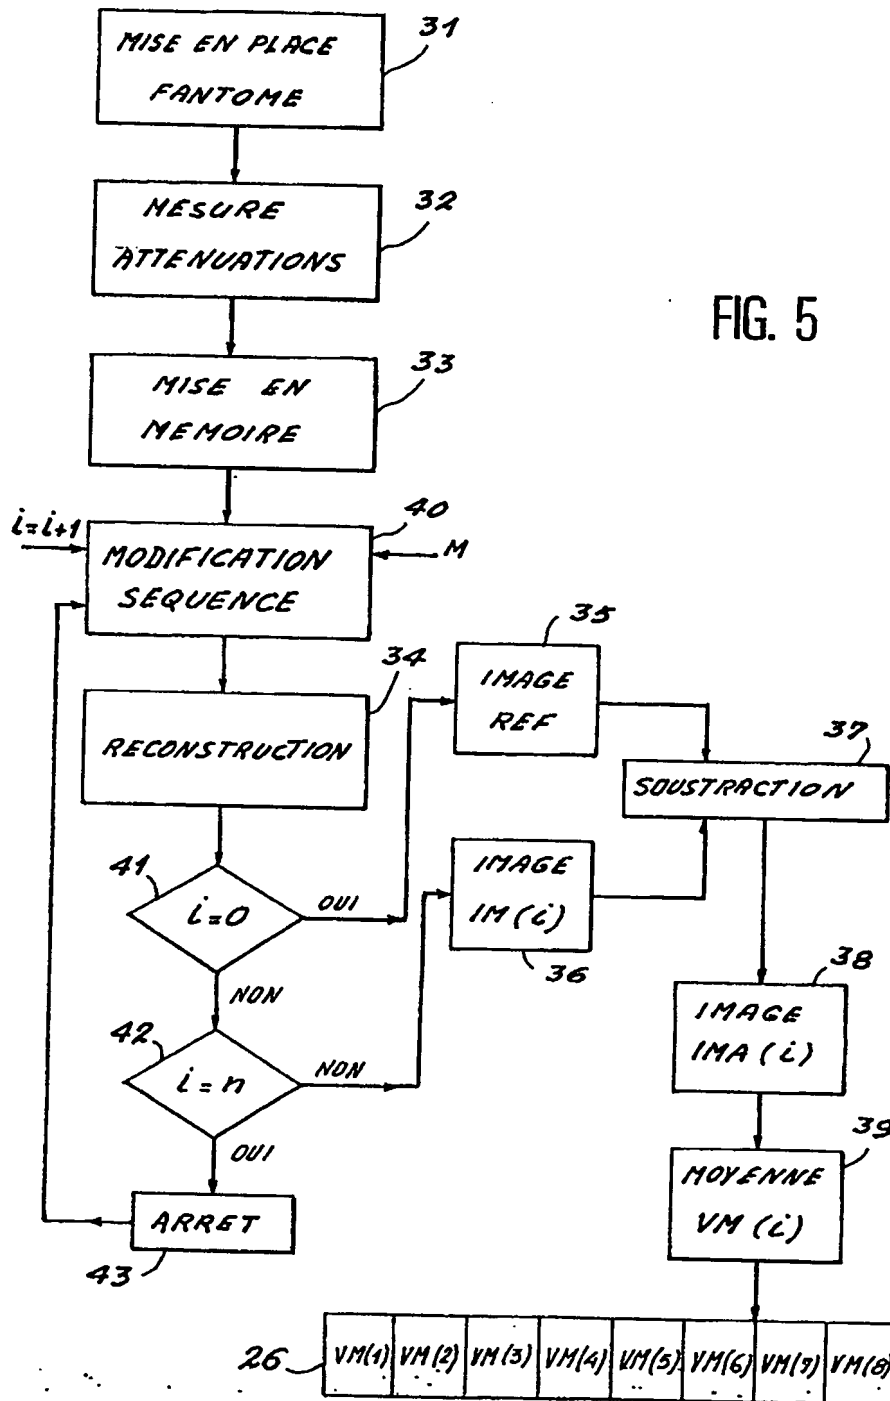 31
MISE EN PLACE
FANTOME
32
MESURE
ATTENUATIONS
FIG. 5
33
MISE EN
MEMOIRE
40
i=i+1
MODIFICATION
SEQUENCE
M
34
RECONSTRUCTION
35
IMAGE
REF
37
SOUSTRACTION
41
i=0
OUI
NON
IMAGE
IM(i)
36
42
i=n
NON
OUI
38
IMAGE
IMA(i)
39
MOYENNE
VM(i)
ARRET
43
26
VM(1) VM(2) VM(3) VM(4) VM(5) VM(6) VM(7) VM(8)